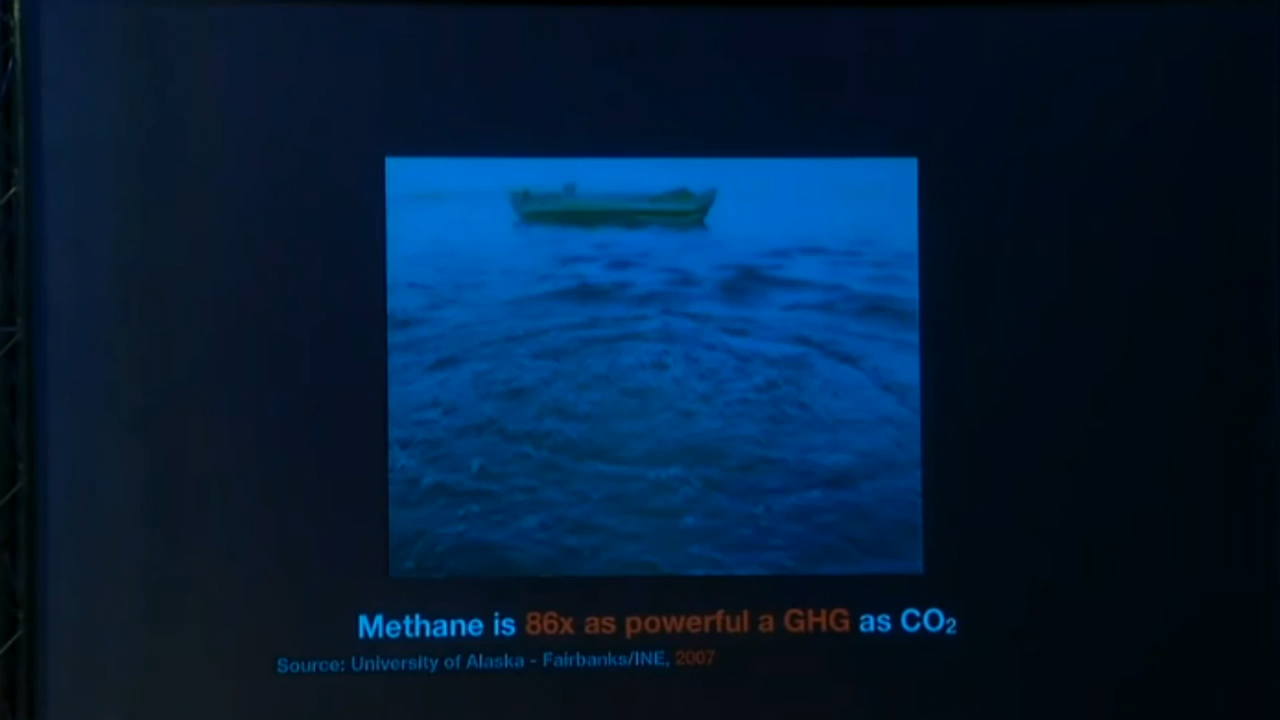 Methane is 86x as powerful a GHG as CO₂
Source: University of Alaska - Fairbanks/INE, 2007